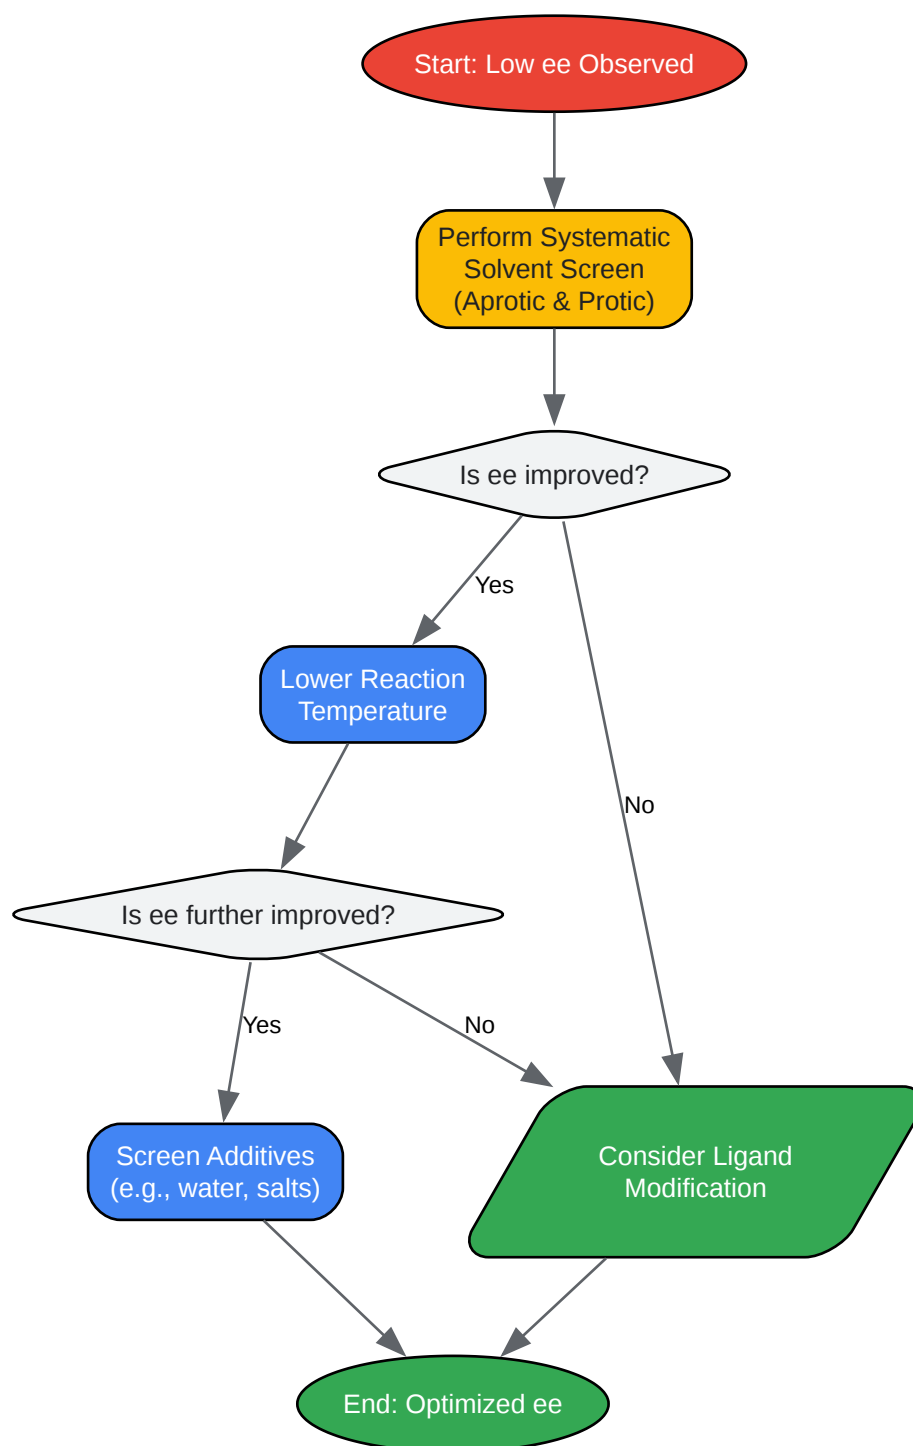 Start: Low ee Observed
Perform Systematic
Solvent Screen
(Aprotic & Protic)
Is ee improved?
Yes
Lower Reaction
Temperature
No
Is ee further improved?
Yes
No
Screen Additives
(e.g., water, salts)
Consider Ligand
Modification
End: Optimized ee